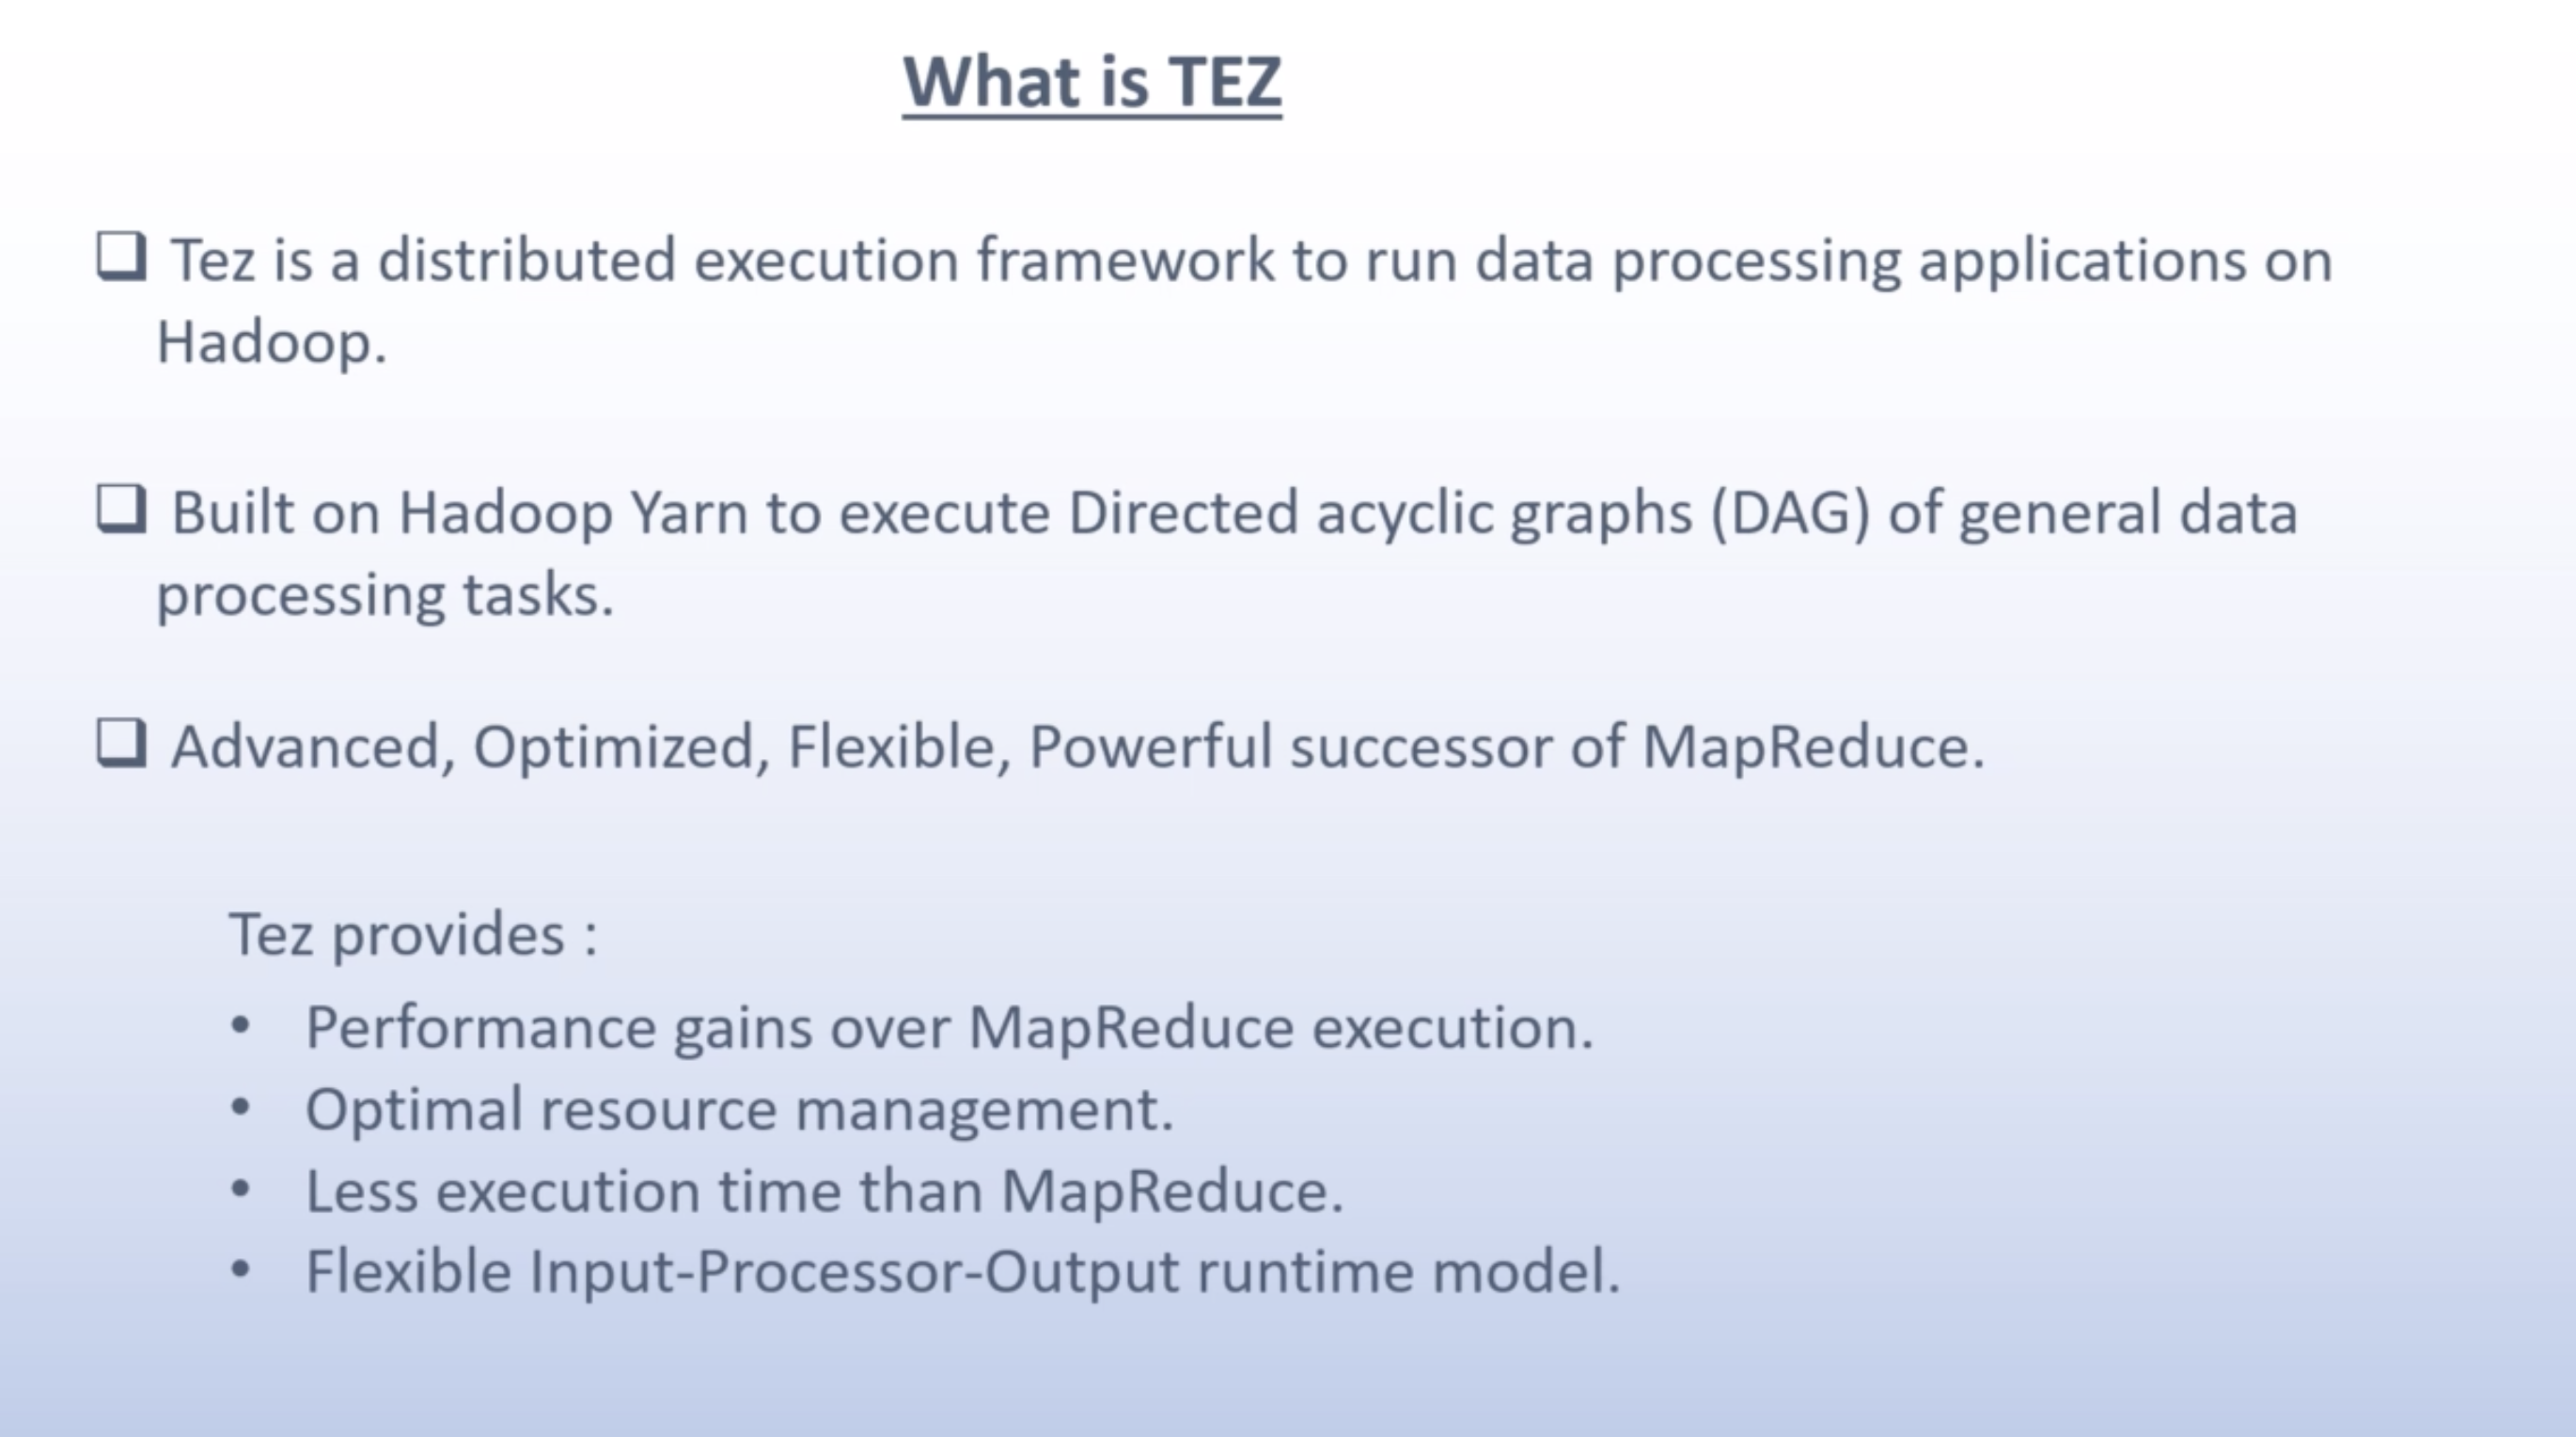 What is TEZ
❑ Tez is a distributed execution framework to run data processing applications on
Hadoop.
❑ Built on Hadoop Yarn to execute Directed acyclic graphs (DAG) of general data
processing tasks.
❑ Advanced, Optimized, Flexible, Powerful successor of MapReduce.
Tez provides :
• Performance gains over MapReduce execution.
• Optimal resource management.
• Less execution time than MapReduce.
• Flexible Input-Processor-Output runtime model.